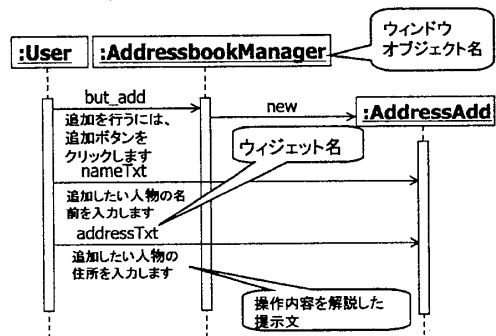 ウィンドウ
オブジェクト名
:User
:AddressbookManager
but_add
new
:AddressAdd
追加を行うには、
追加ボタンを
クリックします
ウィジェット名
nameTxt
追加したい人物の名
前を入力します
addressTxt
追加したい人物の
住所を入力します
操作内容を解説した
提示文